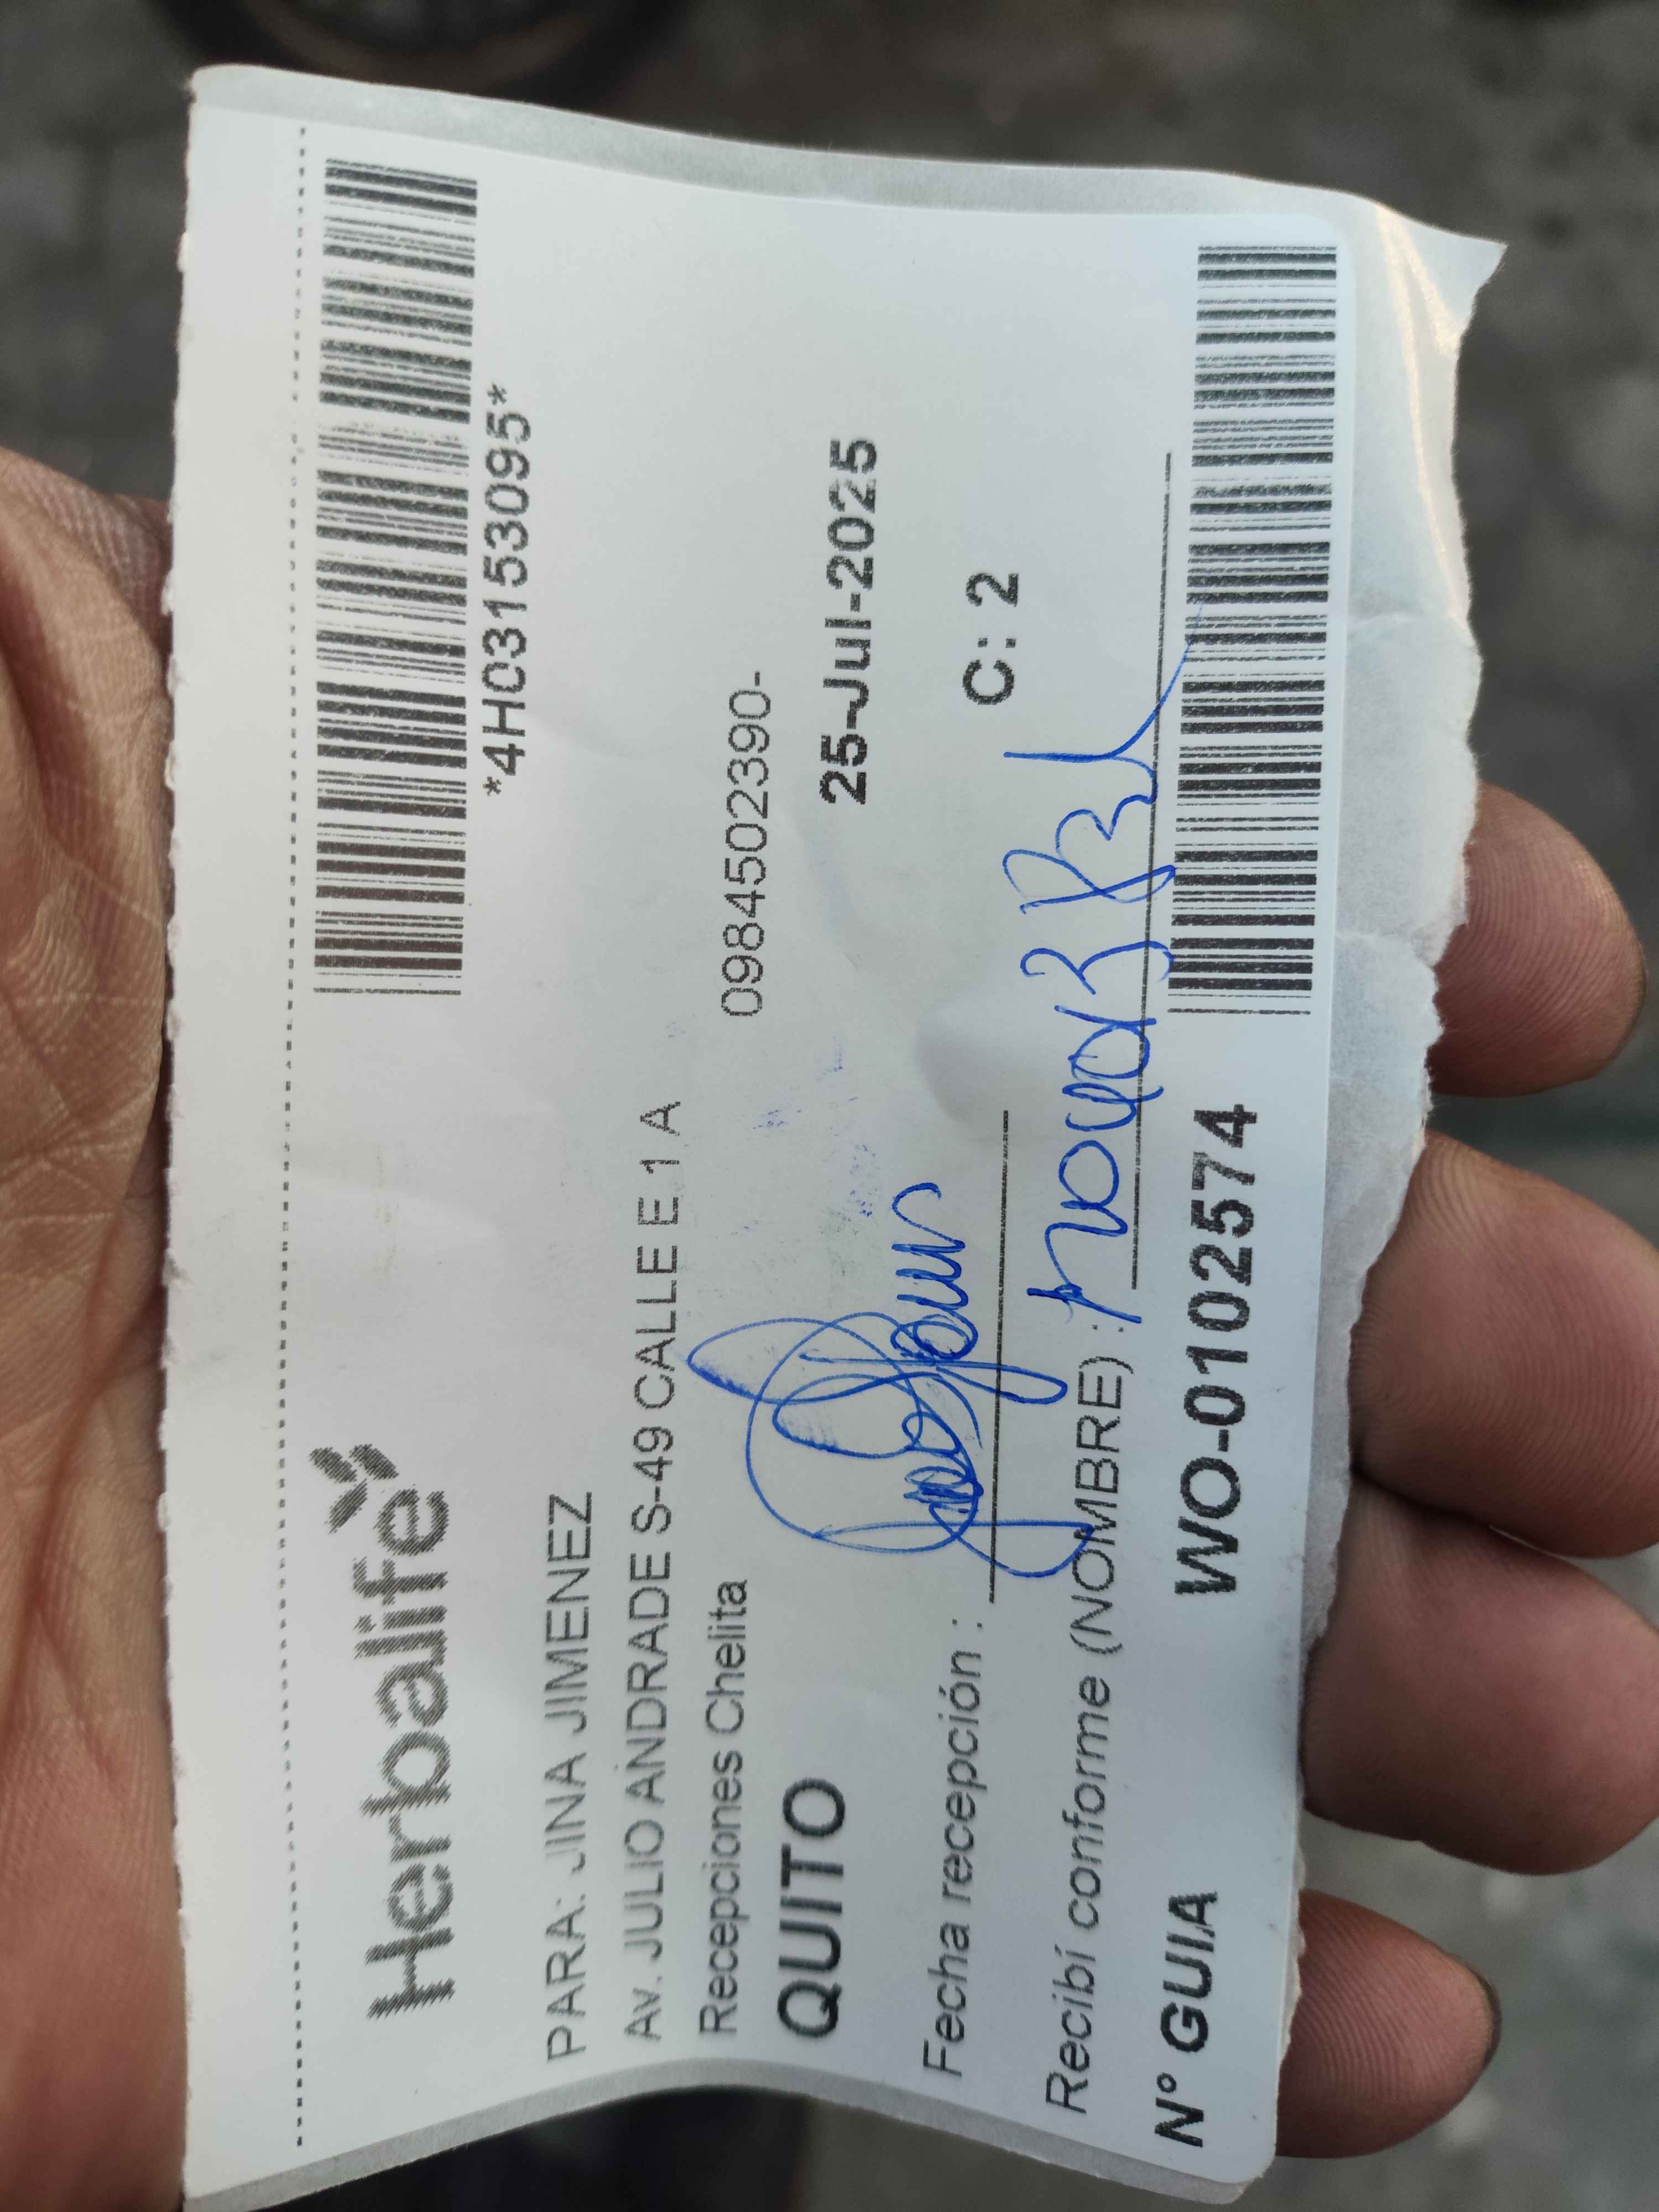 Herbalife
*4H03153095*
PARA: JINA JIMENEZ
Av. JULIO ANDRADE S-49 CALLE E 1 A
Recepciones Chelita
0984502390-
QUITO
25-Jul-2025
Fecha recepción :
C: 2
Recibí conforme (NOMBRE) :
N° GUIA
WO-0102574